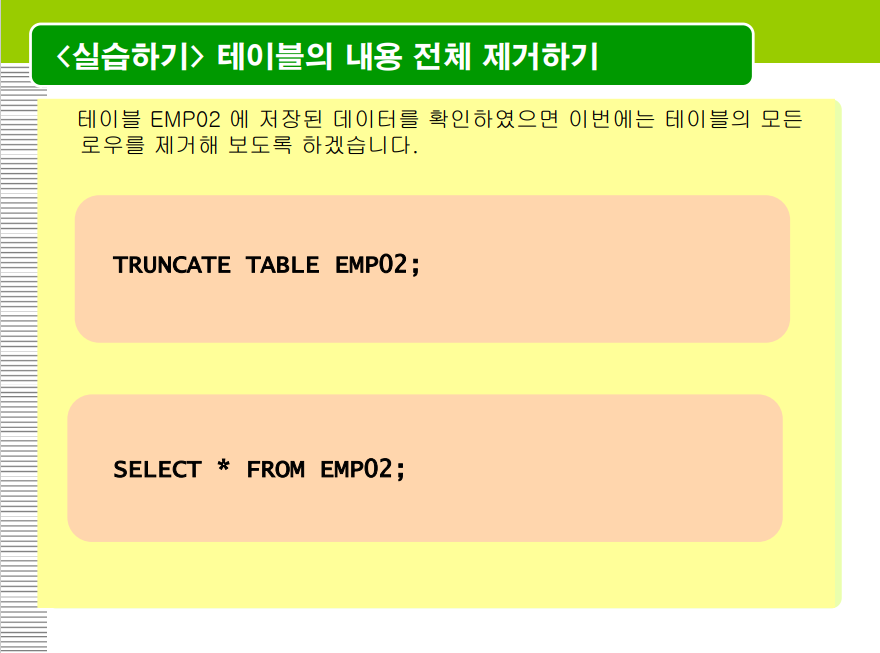 <실습하기> 테이블의 내용 전체 제거하기
테이블 EMP02 에 저장된 데이터를 확인하였으면 이번에는 테이블의 모든
로우를 제거해 보도록 하겠습니다.
TRUNCATE TABLE EMP02;
SELECT * FROM EMP02;